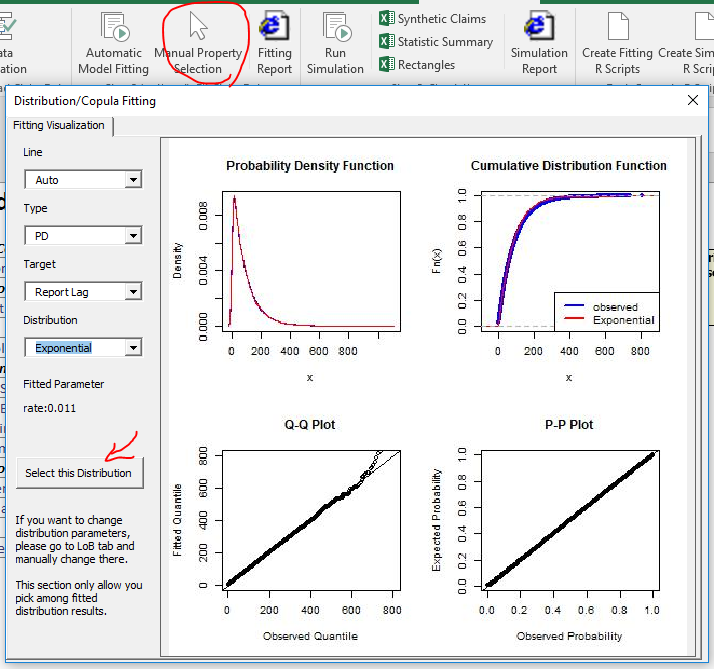 Synthetic Claims
Statistic Summary
Rectangles
Automatic
Model Fitting
Manual Property
Selection
Fitting
Report
Run
Simulation
Simulation
Report
Create Fitting
R Scripts
Distribution/Copula Fitting
Fitting Visualization
Line
Auto
Type
PD
Target
Report Lag
Distribution
Exponential
Fitted Parameter
rate:0.011
Select this Distribution
If you want to change
distribution parameters,
please go to LoB tab and
manually change there.
This section only allow you
pick among fitted
distribution results.
Probability Density Function
Density
0.000 0.004 0.008
0 200 400 600 800
x
Cumulative Distribution Function
Fn(x)
0.0 0.2 0.4 0.6 0.8 1.0
observed
Exponential
0 200 400 600 800
x
Q-Q Plot
Fitted Quantile
0 200 400 600 800
0 200 400 600 800
Observed Quantile
P-P Plot
Expected Probability
0.0 0.2 0.4 0.6 0.8 1.0
0.0 0.2 0.4 0.6 0.8 1.0
Observed Probability